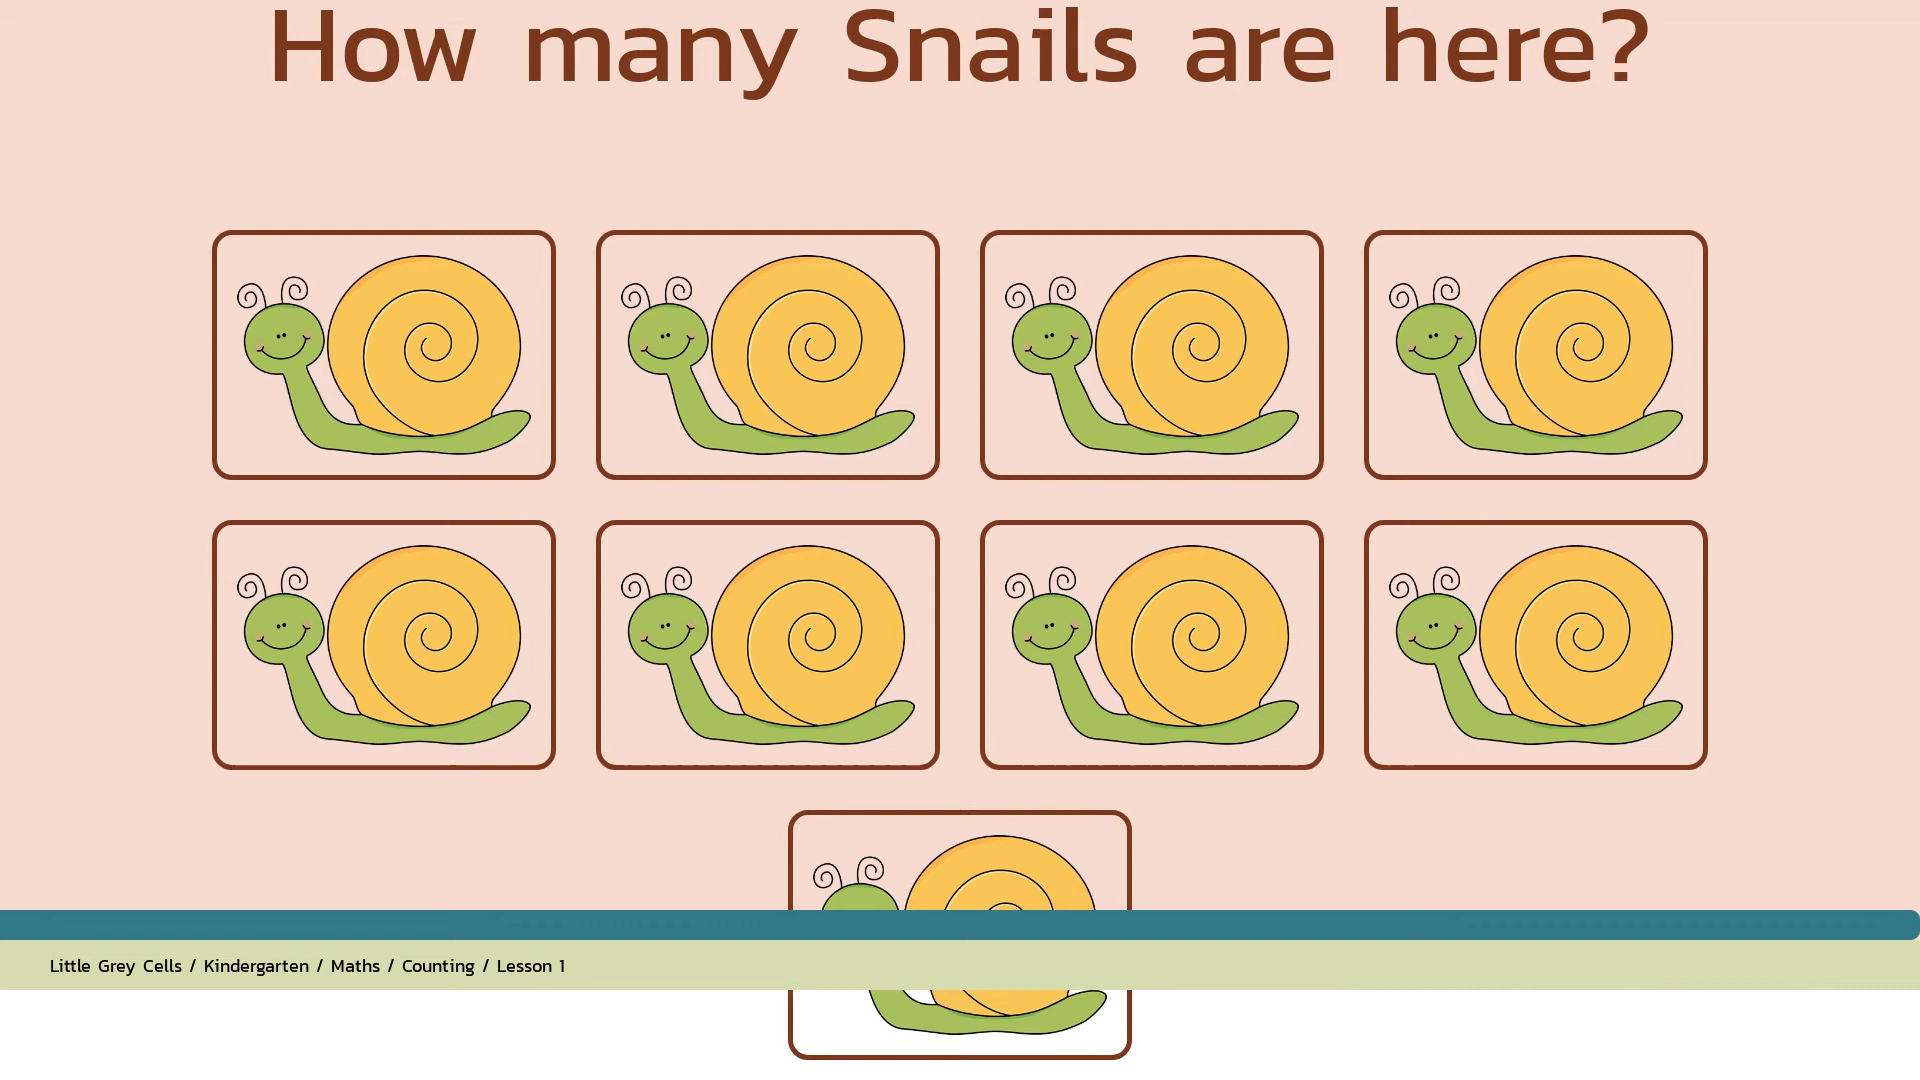 How many Snails are here?
Little Grey Cells / Kindergarten / Maths / Counting / Lesson 1